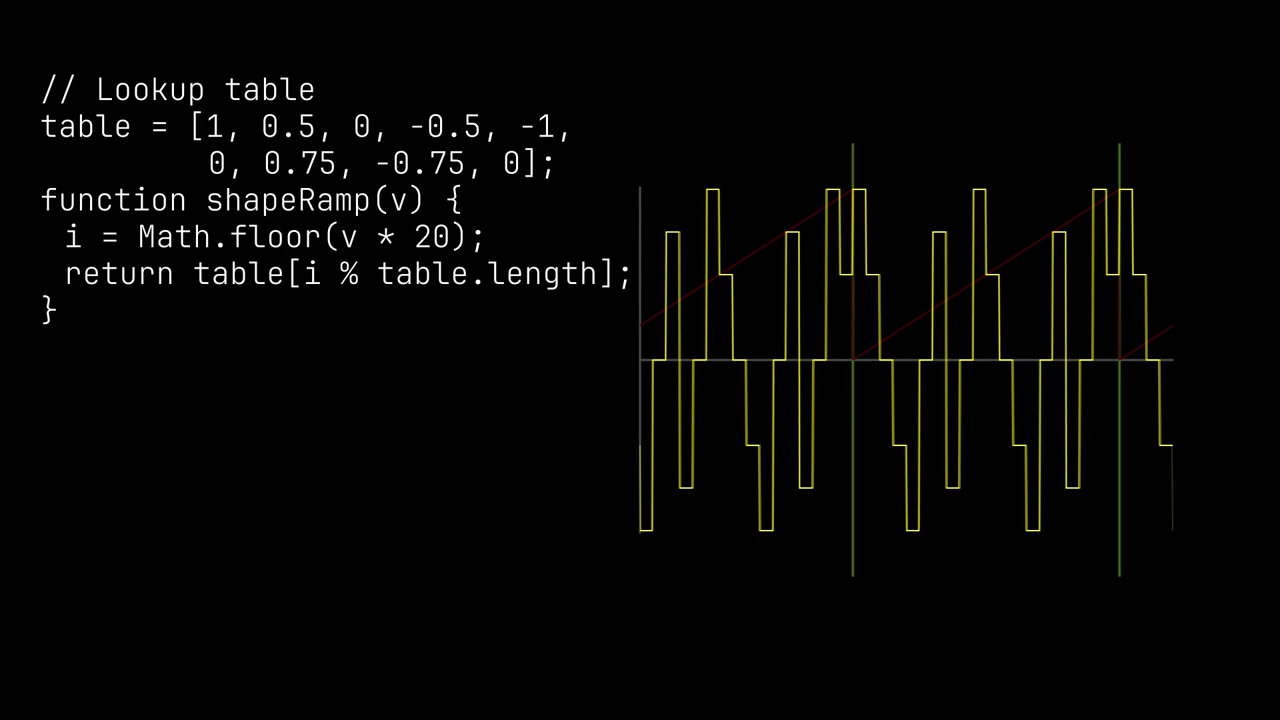 // Lookup table
table = [1, 0.5, 0, -0.5, -1,
0, 0.75, -0.75, 0];
function shapeRamp(v) {
i = Math.floor(v * 20);
return table[i % table.length];
}